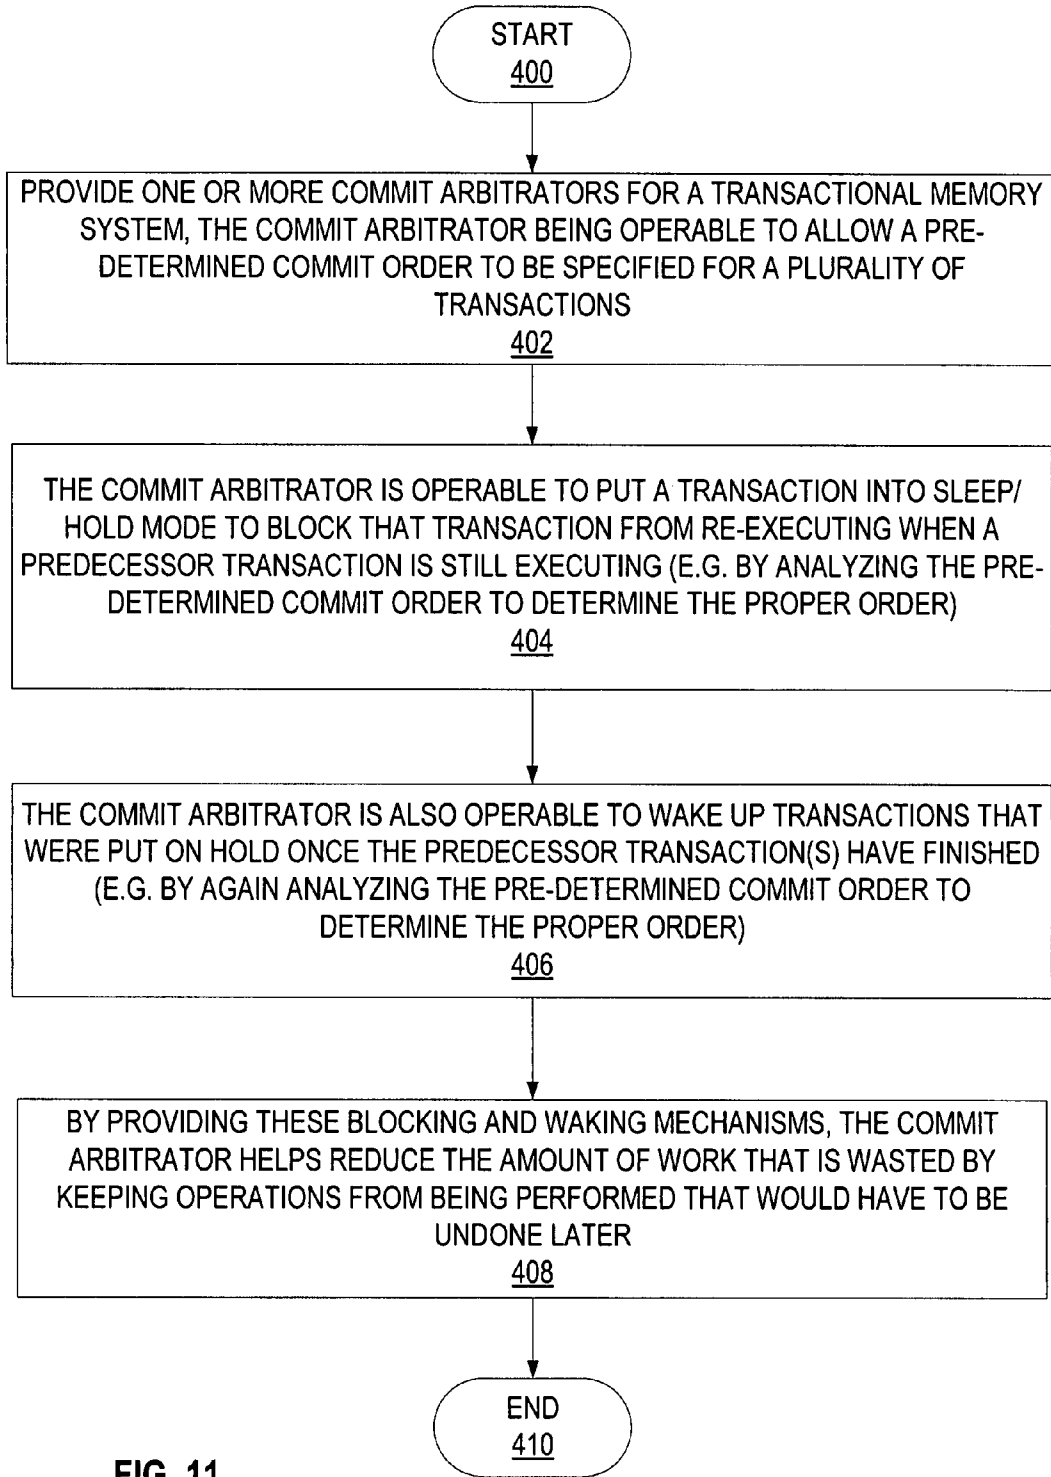 START
400
PROVIDE ONE OR MORE COMMIT ARBITRATORS FOR A TRANSACTIONAL MEMORY
SYSTEM, THE COMMIT ARBITRATOR BEING OPERABLE TO ALLOW A PRE-
DETERMINED COMMIT ORDER TO BE SPECIFIED FOR A PLURALITY OF
TRANSACTIONS
402
THE COMMIT ARBITRATOR IS OPERABLE TO PUT A TRANSACTION INTO SLEEP/
HOLD MODE TO BLOCK THAT TRANSACTION FROM RE-EXECUTING WHEN A
PREDECESSOR TRANSACTION IS STILL EXECUTING (E.G. BY ANALYZING THE PRE-
DETERMINED COMMIT ORDER TO DETERMINE THE PROPER ORDER)
404
THE COMMIT ARBITRATOR IS ALSO OPERABLE TO WAKE UP TRANSACTIONS THAT
WERE PUT ON HOLD ONCE THE PREDECESSOR TRANSACTION(S) HAVE FINISHED
(E.G. BY AGAIN ANALYZING THE PRE-DETERMINED COMMIT ORDER TO
DETERMINE THE PROPER ORDER)
406
BY PROVIDING THESE BLOCKING AND WAKING MECHANISMS, THE COMMIT
ARBITRATOR HELPS REDUCE THE AMOUNT OF WORK THAT IS WASTED BY
KEEPING OPERATIONS FROM BEING PERFORMED THAT WOULD HAVE TO BE
UNDONE LATER
408
END
410
FIG. 11